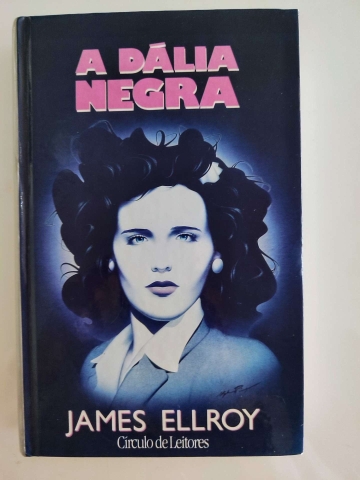 A DÁLIA
NEGRA
JAMES ELLROY
Círculo de Leitores